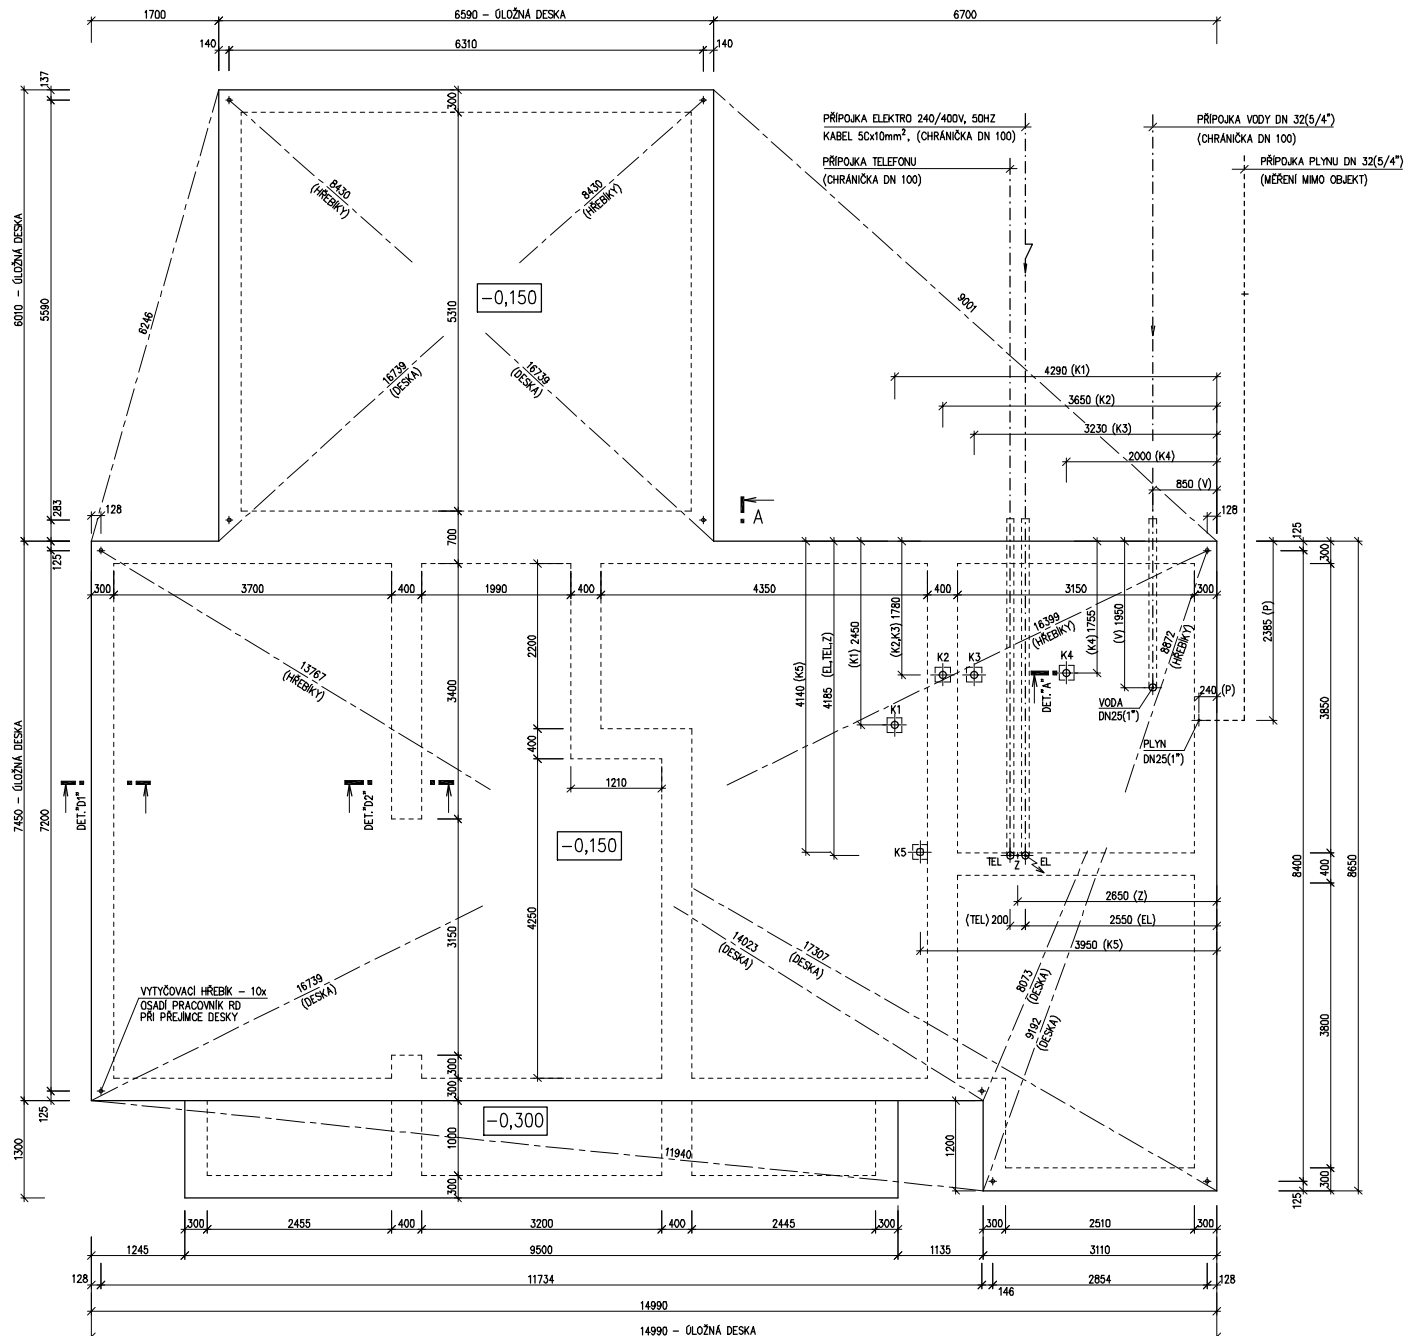 1700
6590 – ÚLOŽNÁ DESKA
6700
140
6310
140
137
300
PŘÍPOJKA ELEKTRO 240/400V, 50HZ
KABEL 5Cx10mm², (CHRÁNIČKA DN 100)
PŘÍPOJKA TELEFONU
(CHRÁNIČKA DN 100)
PŘÍPOJKA VODY DN 32(5/4")
(CHRÁNIČKA DN 100)
PŘÍPOJKA PLYNU DN 32(5/4")
(MĚŘENÍ MIMO OBJEKT)
8430
(HŘEBÍKY)
8430
(HŘEBÍKY)
6010 – ÚLOŽNÁ DESKA
5590
6246
5310
–0,150
9001
16739
(DESKA)
16739
(DESKA)
4290 (K1)
3650 (K2)
3230 (K3)
2000 (K4)
850 (V)
283
128
A
128
125
700
125
300
300
3700
400
1990
400
4350
400
3150
300
2200
3400
13767
(HŘEBÍKY)
4140 (K5)
4185 (EL,TEL,Z)
(K1) 2450
(K2,K3) 1780
16399
(HŘEBÍKY)
(K4) 1755
(V) 1950
8872
(HŘEBÍKY)
2385 (P)
K2
K3
K4
DET."A"
240 (P)
3850
VODA
DN25(1")
K1
PLYN
DN25(1")
400
7450 – ÚLOŽNÁ DESKA
7200
DET."D1"
DET."D2"
1210
–0,150
K5
TEL
Z
EL
400
8400
8650
2650 (Z)
(TEL) 200
2550 (EL)
3950 (K5)
4250
3150
14023
(DESKA)
17307
(DESKA)
8073
(DESKA)
9192
(DESKA)
16739
(DESKA)
VYTYČOVACÍ HŘEBÍK – 10x
OSADÍ PRACOVNÍK RD
PŘI PŘEJÍMCE DESKY
3800
300
300
125
–0,300
1300
1000
11940
1200
300
300
125
300
2455
400
3200
400
2445
300
300
2510
300
1245
9500
1135
3110
128
11734
146
2854
128
14990
14990 – ÚLOŽNÁ DESKA